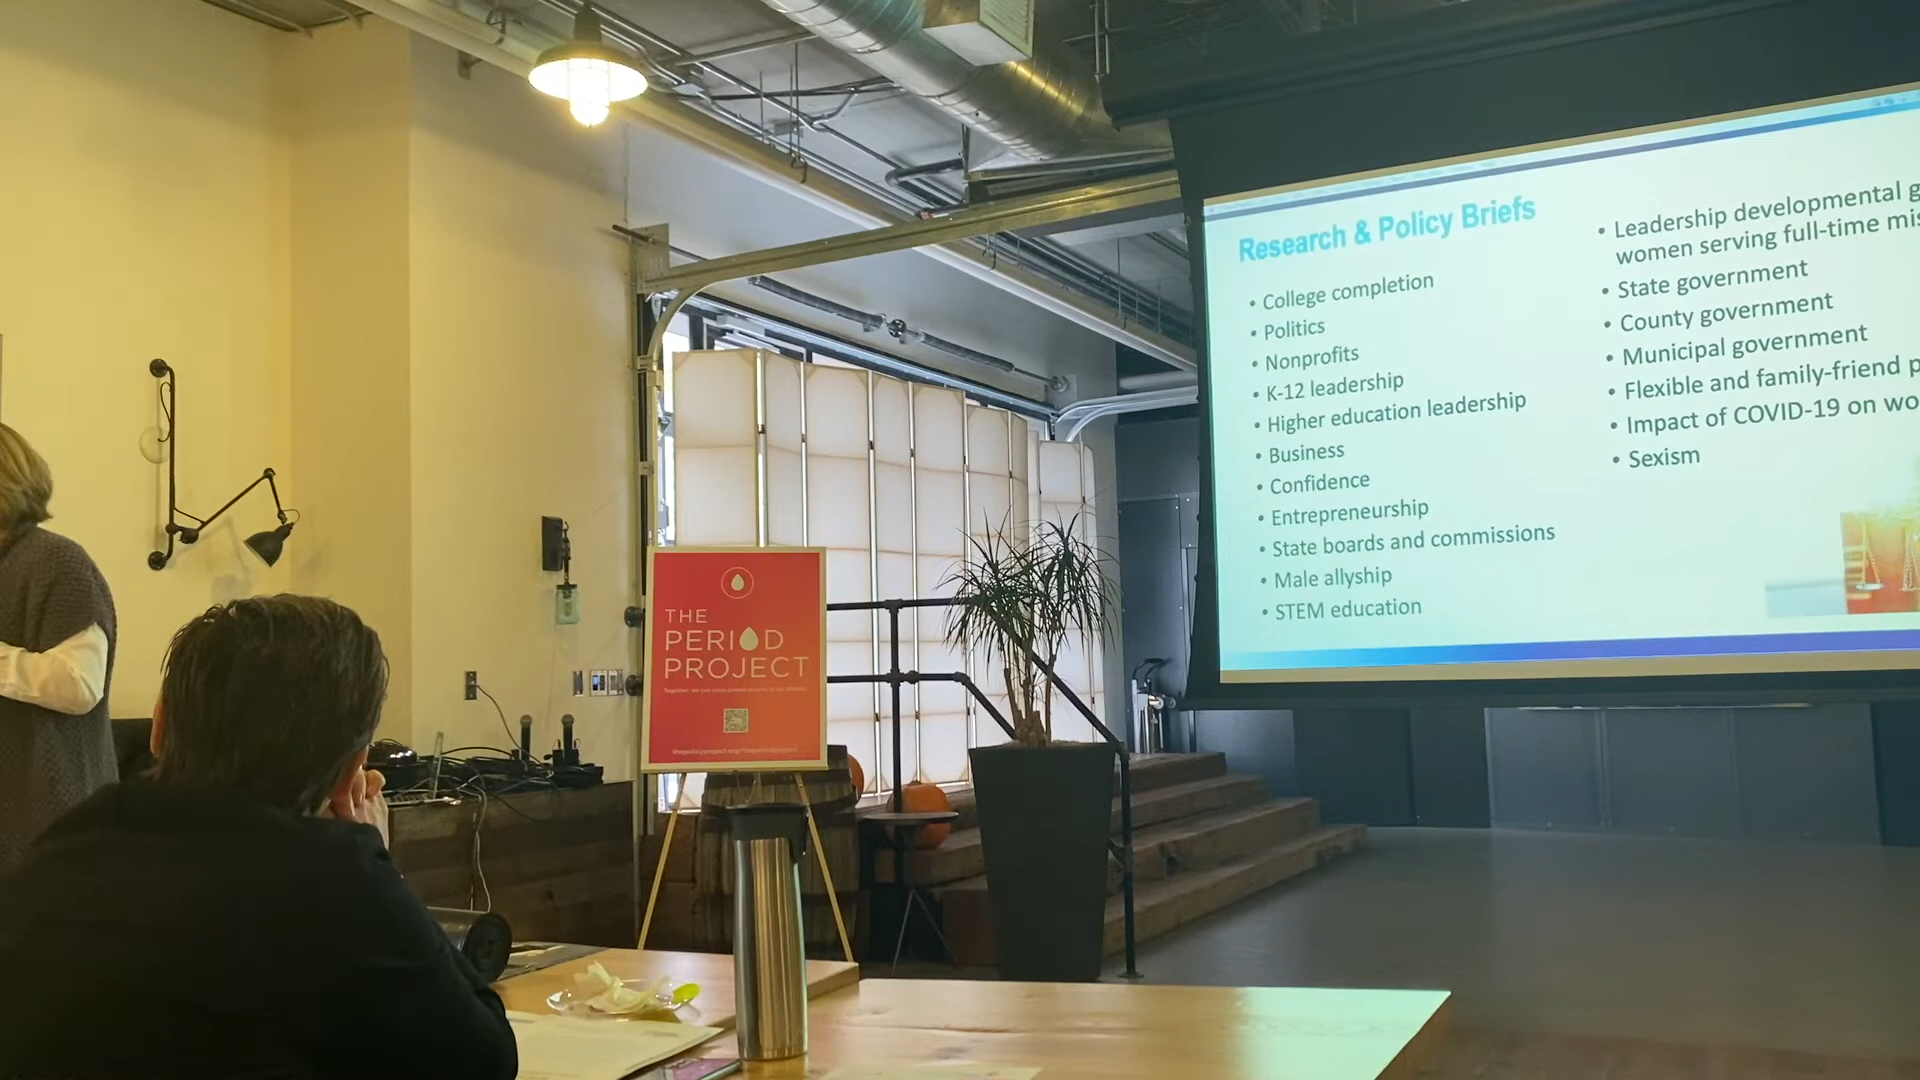 Research & Policy Briefs
• College completion
• Politics
• Nonprofits
• K-12 leadership
• Higher education leadership
• Business
• Confidence
• Entrepreneurship
• State boards and commissions
• Male allyship
• STEM education
• Leadership developmental
women serving full-time
• State government
• County government
• Municipal government
• Flexible and family-friend
• Impact of COVID-19 on
• Sexism
THE
PERIOD
PROJECT